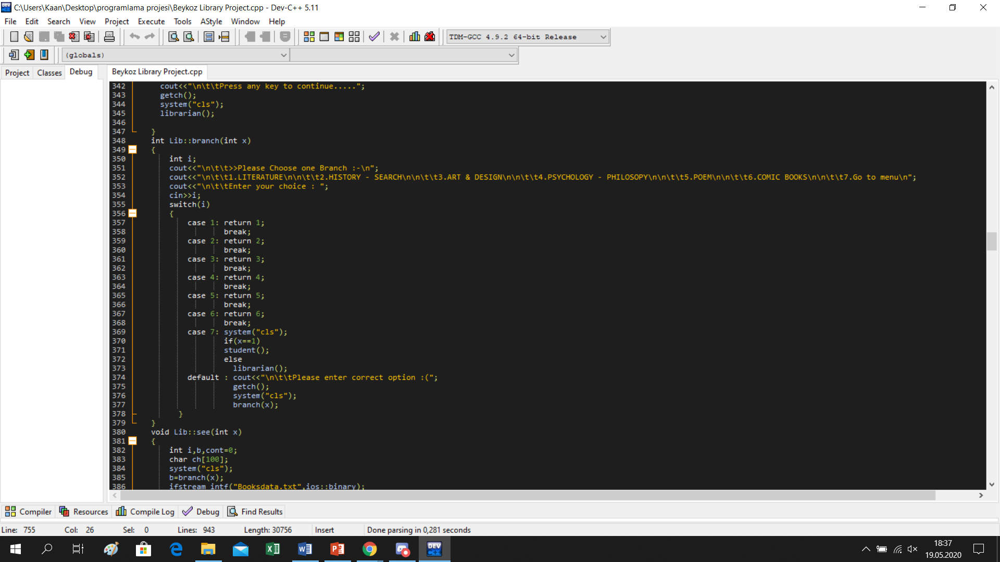 C:\Users\Kaan\Desktop\programlama projesi\Beykoz Library Project.cpp - Dev-C++ 5.11
File Edit Search View Project Execute Tools AStyle Window Help
TDM-GCC 4.9.2 64-bit Release
(globals)
Project Classes Debug Beykoz Library Project.cpp
342 cout<<"\n\t\tPress any key to continue.....";
343 getch();
344 system("cls");
345 librarian();
346
347 }
348 int Lib::branch(int x)
349 {
350 int i;
351 cout<<"\n\t\t>>Please Choose one Branch :-\n";
352 cout<<"\n\t\t1.LITERATURE\n\n\t\t2.HISTORY - SEARCH\n\n\t\t3.ART & DESIGN\n\n\t\t4.PSYCHOLOGY - PHILOSOPY\n\n\t\t5.POEM\n\n\t\t6.COMIC BOOKS\n\n\t\t7.Go to menu\n";
353 cout<<"\n\t\tEnter your choice : ";
354 cin>>i;
355 switch(i)
356 {
357 case 1: return 1;
358 break;
359 case 2: return 2;
360 break;
361 case 3: return 3;
362 break;
363 case 4: return 4;
364 break;
365 case 5: return 5;
366 break;
367 case 6: return 6;
368 break;
369 case 7: system("cls");
370 if(x==1)
371 student();
372 else
373 librarian();
374 default : cout<<"\n\t\tPlease enter correct option :(";
375 getch();
376 system("cls");
377 branch(x);
378 }
379 }
380 void Lib::see(int x)
381 {
382 int i,b,cont=0;
383 char ch[100];
384 system("cls");
385 b=branch(x);
386 ifstream intf("Booksdata.txt",ios::binary);
Compiler Resources Compile Log Debug Find Results
Line: 755 Col: 26 Sel: 0 Lines: 943 Length: 30756 Insert Done parsing in 0,281 seconds
DEV C++
18:37
19.05.2020